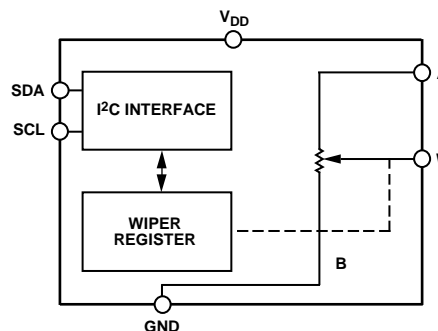 V_DD
SDA
I²C INTERFACE
SCL
WIPER
REGISTER
B
GND